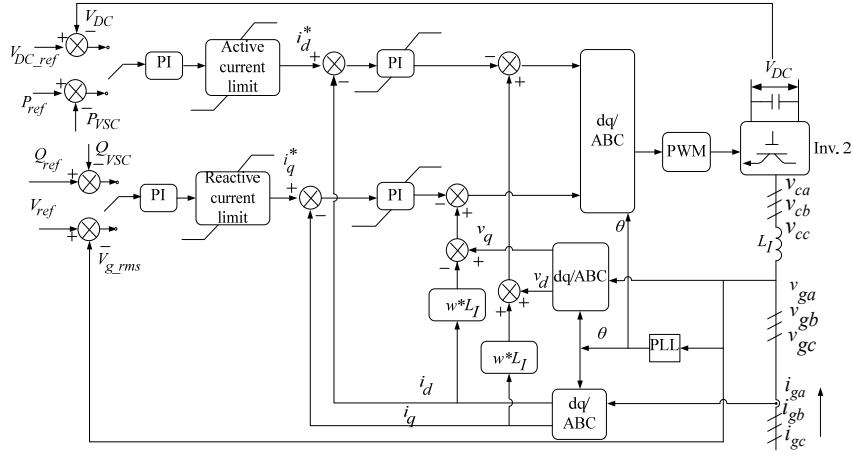 V_DC
V_DC_ref
+
−
PI
Active
current
limit
i_d^*
+
−
PI
−
+
dq/
ABC
PWM
V_DC
Inv. 2
P_ref
+
−
P_VSC
Q_ref
Q_VSC
−
+
PI
Reactive
current
limit
i_q^*
+
−
PI
−
+
V_ref
+
−
V_g_rms
v_q
−
+
θ
dq/ABC
v_d
+
+
w*L_I
w*L_I
θ
PLL
v_ca
v_cb
v_cc
L_I
v_ga
v_gb
v_gc
i_d
i_q
dq/
ABC
i_ga
i_gb
i_gc